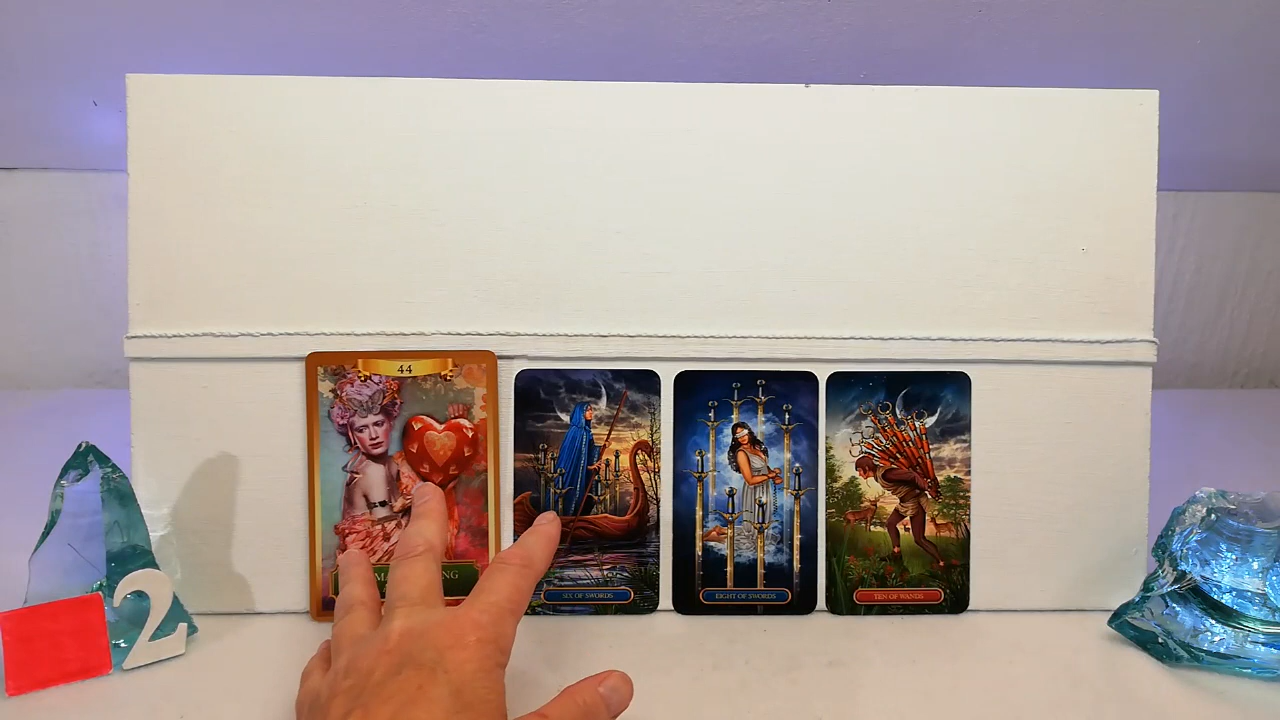 44
SIX OF SWORDS
EIGHT OF SWORDS
TEN OF WANDS
2